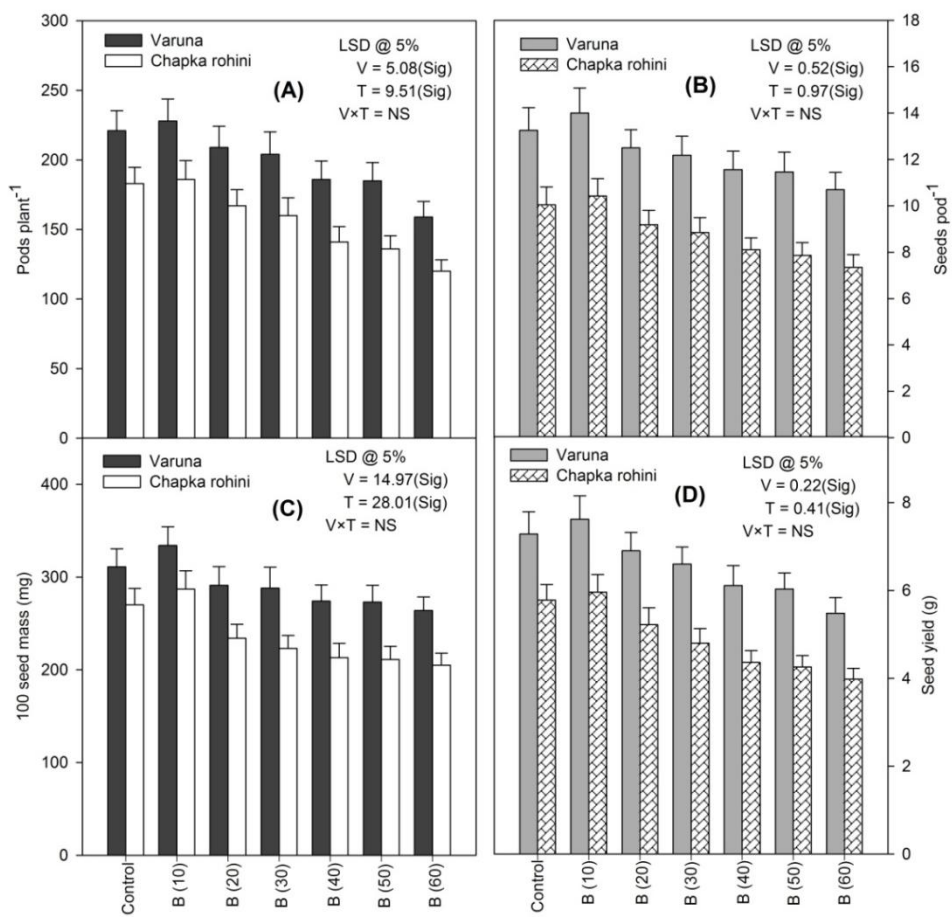 300
250
200
150
100
50
0
Pods plant-1
Varuna
Chapka rohini
(A)
LSD @ 5%
V = 5.08(Sig)
T = 9.51(Sig)
V×T = NS
Varuna
Chapka rohini
(B)
LSD @ 5%
V = 0.52(Sig)
T = 0.97(Sig)
V×T = NS
18
16
14
12
10
8
6
4
2
0
Seeds pod-1
400
300
200
100
0
100 seed mass (mg)
Varuna
Chapka rohini
(C)
LSD @ 5%
V = 14.97(Sig)
T = 28.01(Sig)
V×T = NS
Varuna
Chapka rohini
(D)
LSD @ 5%
V = 0.22(Sig)
T = 0.41(Sig)
V×T = NS
8
6
4
2
0
Seed yield (g)
Control
B (10)
B (20)
B (30)
B (40)
B (50)
B (60)
Control
B (10)
B (20)
B (30)
B (40)
B (50)
B (60)